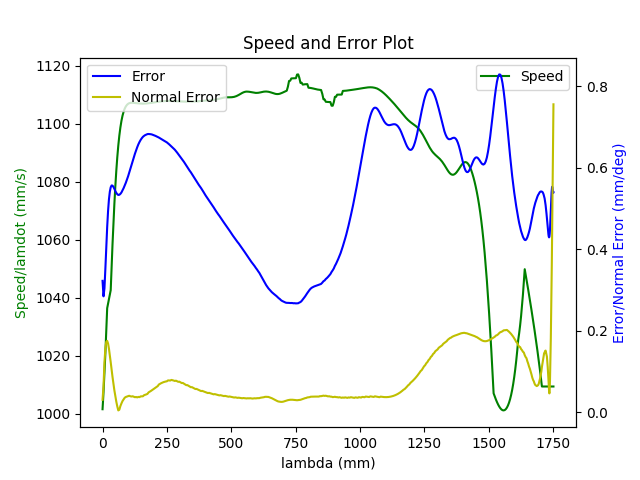 Speed and Error Plot
Error
Normal Error
Speed
1120
1100
1080
1060
1040
1020
1000
Speed/lamdot (mm/s)
0.8
0.6
0.4
0.2
0.0
Error/Normal Error (mm/deg)
0 250 500 750 1000 1250 1500 1750
lambda (mm)